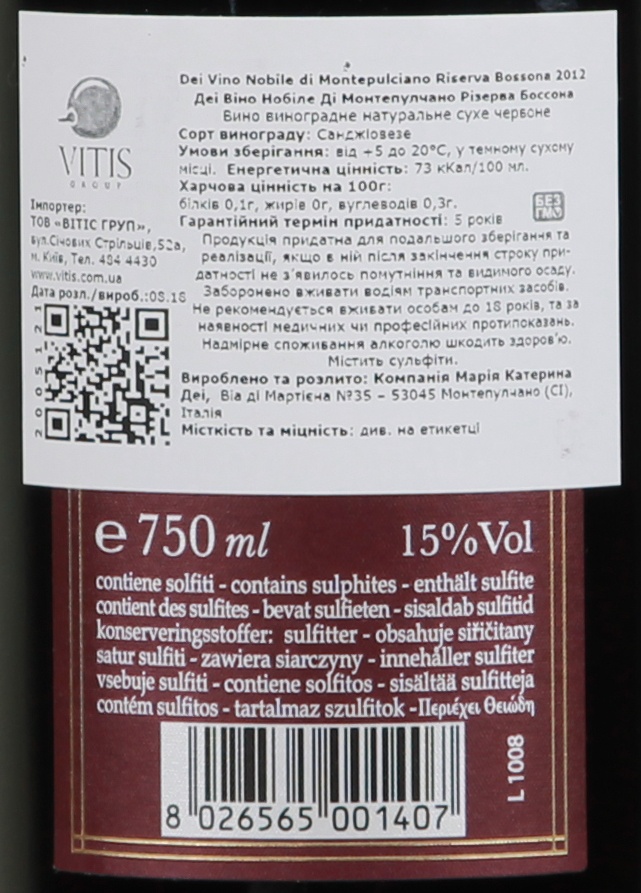 Dei Vino Nobile di Montepulciano Riserva Bossona 2012
Деі Віно Нобіле Ді Монтепулчано Різерва Боссона
Вино виноградне натуральне сухе червоне
Сорт винограду: Санджіовезе
Умови зберігання: від +5 до 20°С, у темному сухому
місці. Енергетична цінність: 73 кКал/100 мл.
Харчова цінність на 100г:
білків 0,1г, жирів 0г, вуглеводів 0,3г.
Гарантійний термін придатності: 5 років
БЕЗ
ГМО
Продукція придатна для подальшого зберігання та
реалізації, якщо в ній після закінчення строку при-
датності не з'явилось помутніння та видимого осаду.
Заборонено вживати водіям транспортних засобів.
Не рекомендується вживати особам до 18 років, та за
наявності медичних чи професійних протипоказань.
Надмірне споживання алкоголю шкодить здоров'ю.
Містить сульфіти.
Вироблено та розлито: Компанія Марія Катерина
Деі, Віа ді Мартієна №35 – 53045 Монтепулчано (СІ),
Італія
Місткість та міцність: див. на етикетці
VITIS
GROUP
Імпортер:
ТОВ «ВІТІС ГРУП»,
вул.Січових Стрільців,52а,
м. Київ, Тел. 484 4430
www.vitis.com.ua
Дата розл./вироб.:08.18
2005121
e 750 ml 15%Vol
contiene solfiti - contains sulphites - enthält sulfite
contient des sulfites - bevat sulfieten - sisaldab sulfitid
konserveringsstoffer: sulfitter - obsahuje siřičitany
satur sulfiti - zawiera siarczyny - innehåller sulfiter
vsebuje sulfiti - contiene solfitos - sisältää sulfitteja
contém sulfitos - tartalmaz szulfitok -Περιέχει Θειώδη
8 026565 001407
L 1008